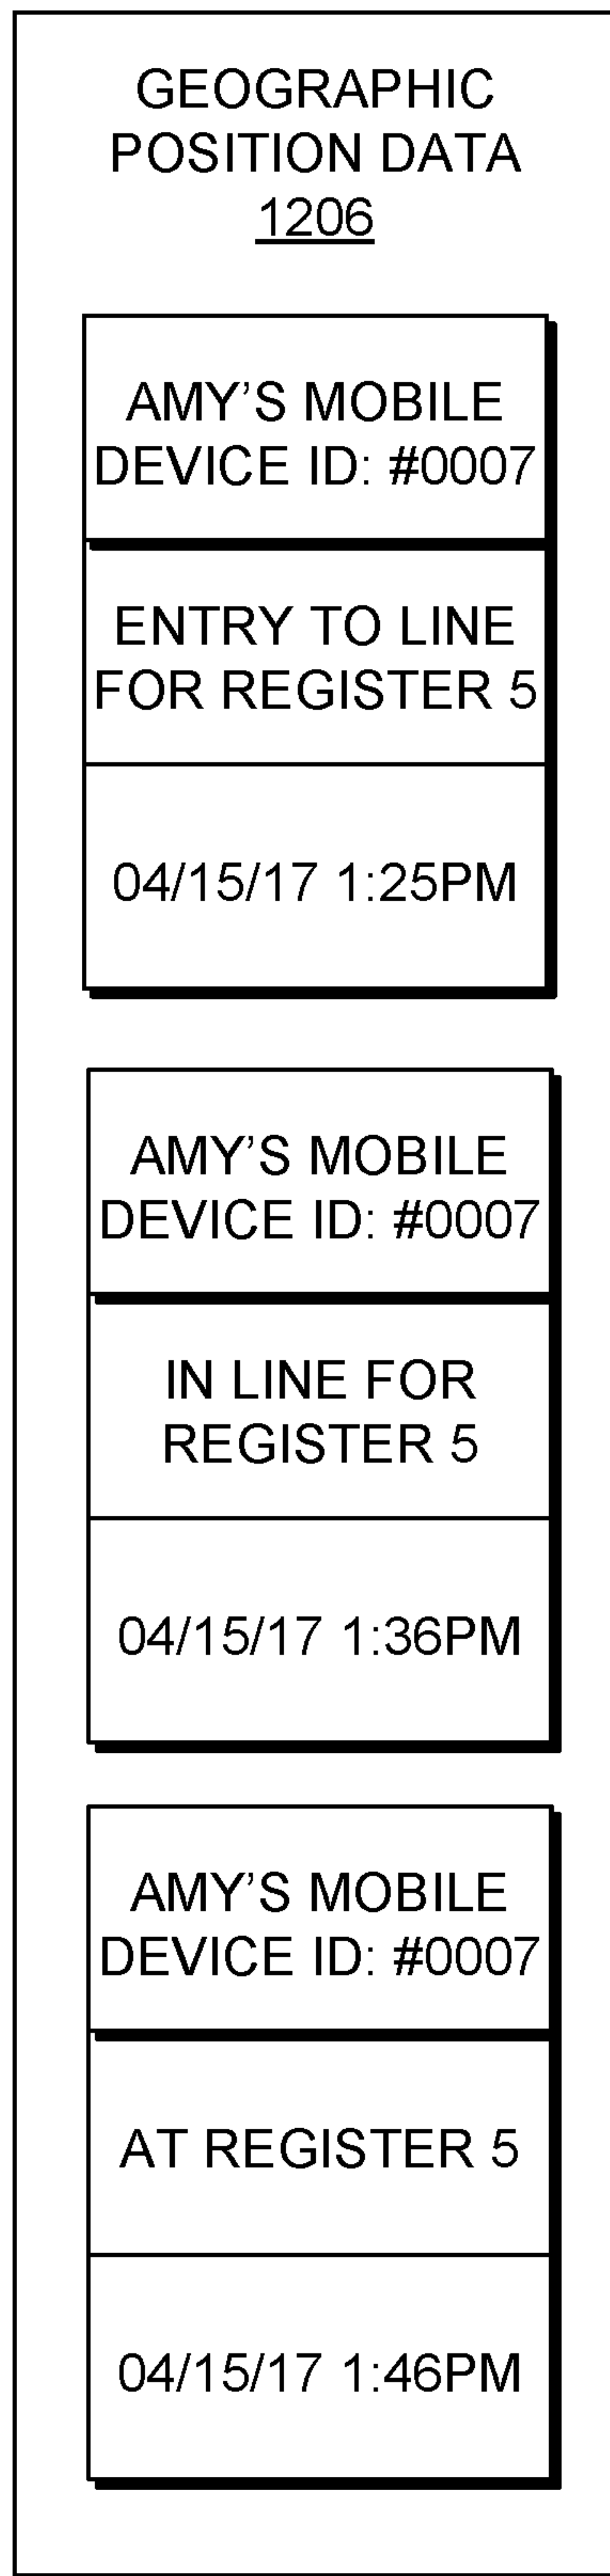 GEOGRAPHIC
POSITION DATA
1206
AMY'S MOBILE
DEVICE ID: #0007
ENTRY TO LINE
FOR REGISTER 5
04/15/17 1:25PM
AMY'S MOBILE
DEVICE ID: #0007
IN LINE FOR
REGISTER 5
04/15/17 1:36PM
AMY'S MOBILE
DEVICE ID: #0007
AT REGISTER 5
04/15/17 1:46PM